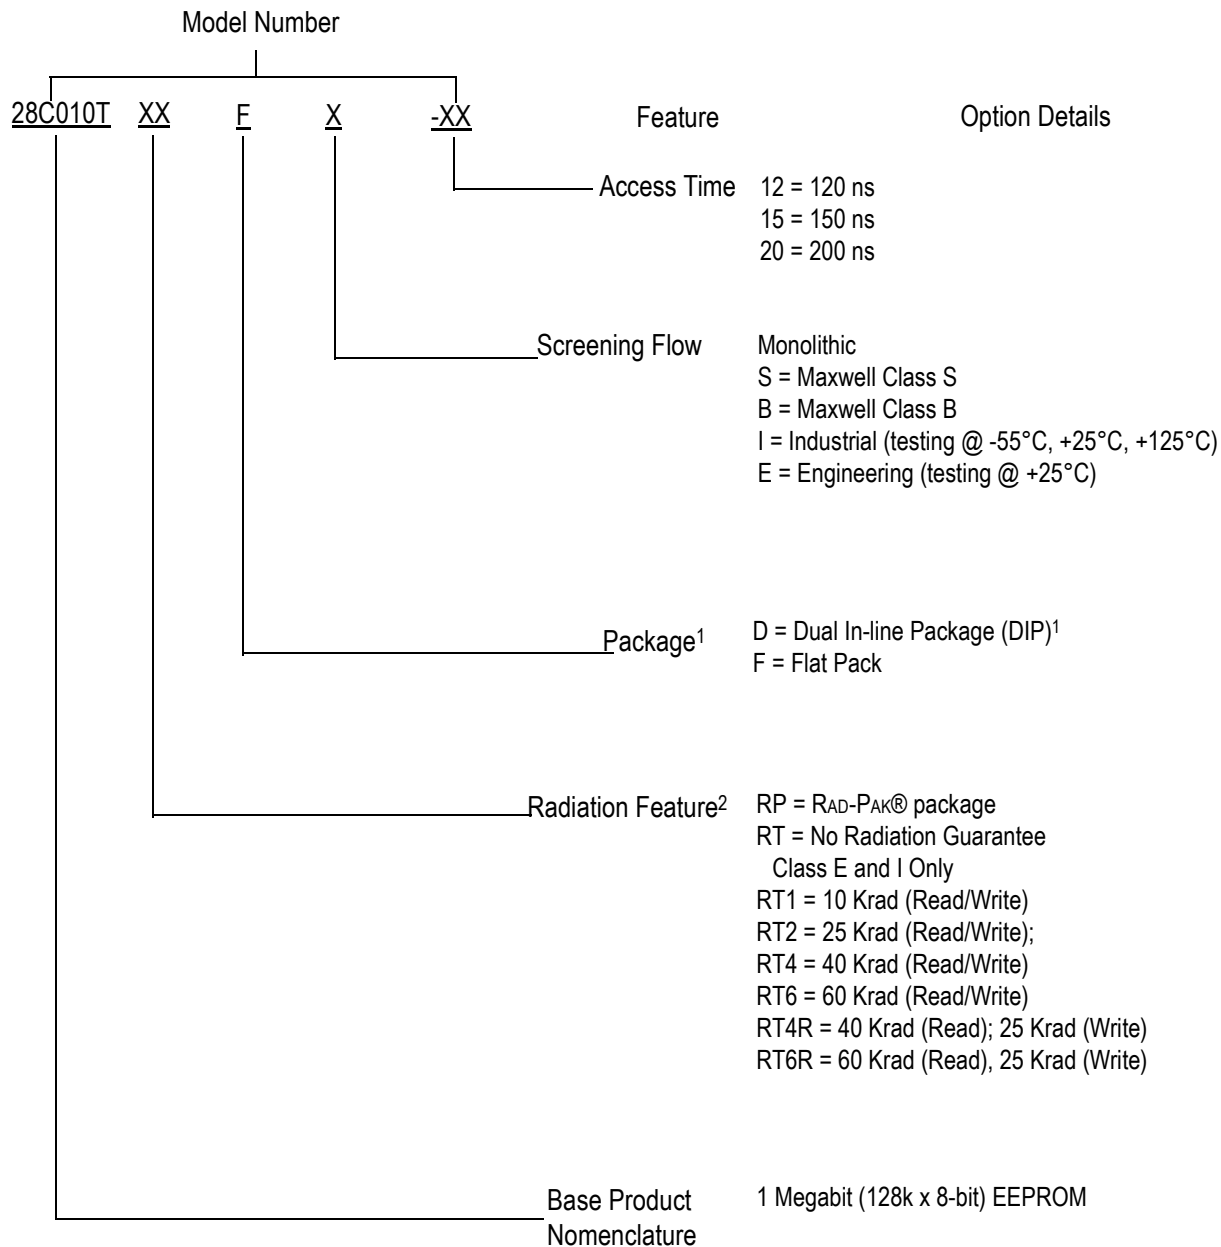 Model Number
28C010T XX F X -XX Feature Option Details
Access Time 12 = 120 ns
15 = 150 ns
20 = 200 ns
Screening Flow Monolithic
S = Maxwell Class S
B = Maxwell Class B
I = Industrial (testing @ -55°C, +25°C, +125°C)
E = Engineering (testing @ +25°C)
Package1 D = Dual In-line Package (DIP)1
F = Flat Pack
Radiation Feature2 RP = RAD-PAK® package
RT = No Radiation Guarantee
Class E and I Only
RT1 = 10 Krad (Read/Write)
RT2 = 25 Krad (Read/Write);
RT4 = 40 Krad (Read/Write)
RT6 = 60 Krad (Read/Write)
RT4R = 40 Krad (Read); 25 Krad (Write)
RT6R = 60 Krad (Read), 25 Krad (Write)
Base Product 1 Megabit (128k x 8-bit) EEPROM
Nomenclature